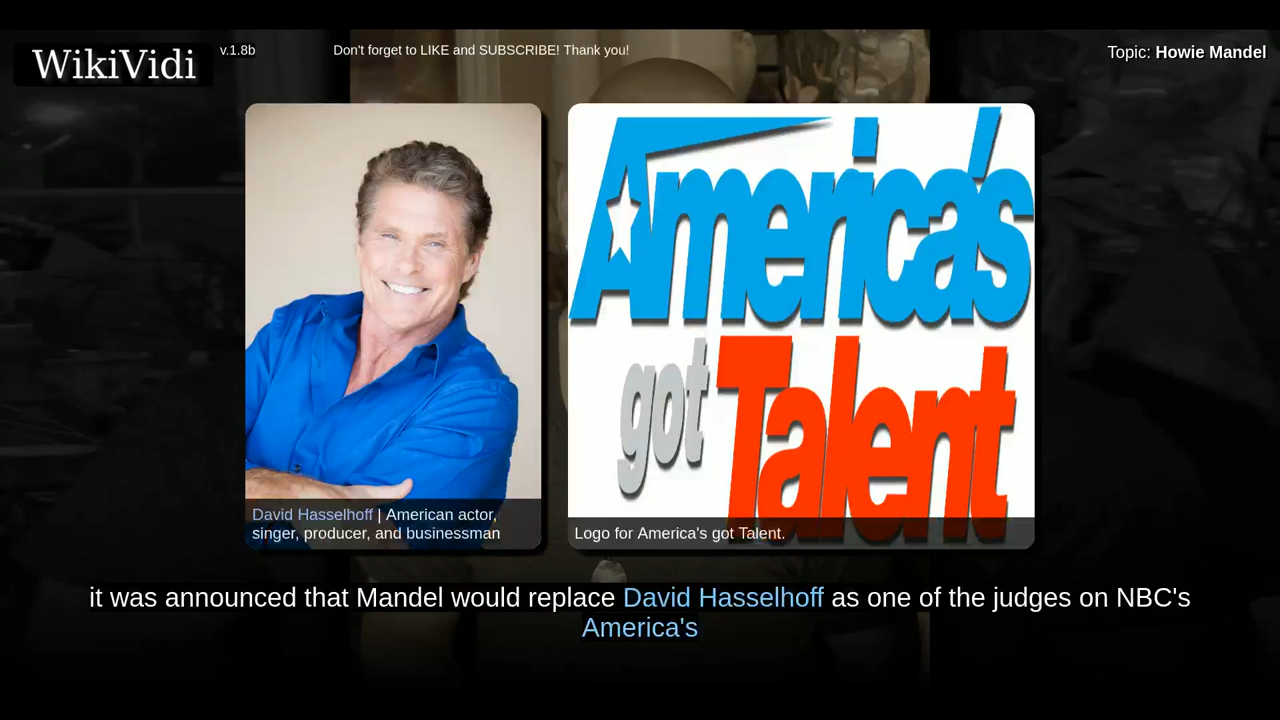 WikiVidi
v.1.8b
Don't forget to LIKE and SUBSCRIBE! Thank you!
Topic: Howie Mandel
America's
got Talent
David Hasselhoff | American actor,
singer, producer, and businessman
Logo for America's got Talent.
it was announced that Mandel would replace David Hasselhoff as one of the judges on NBC's
America's